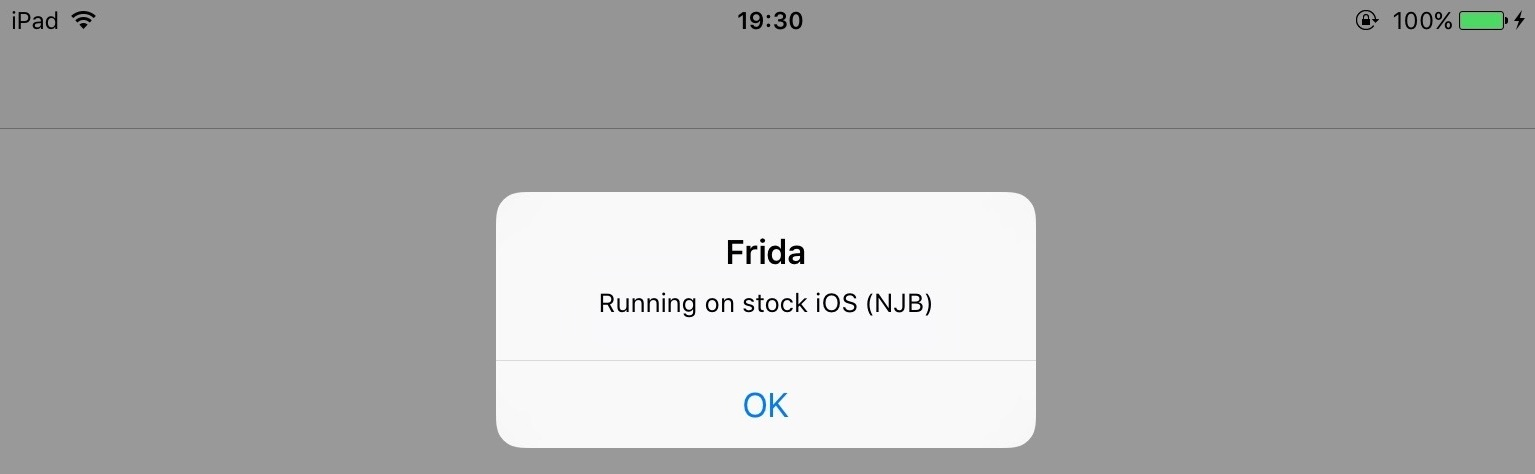 iPad 19:30 100%
Frida
Running on stock iOS (NJB)
OK